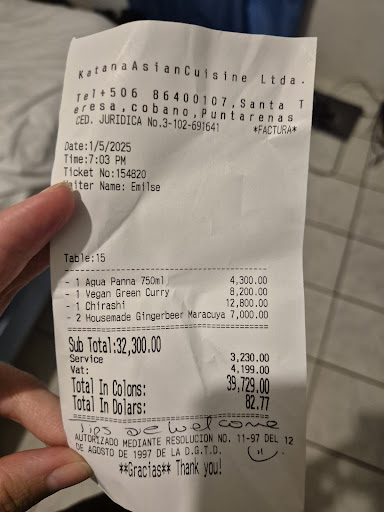 KatanaAsianCuisine Ltda.
Tel+506 86400107,Santa T
eresa,cobano,Puntarenas
CED. JURIDICA No.3-102-691641 *FACTURA*
Date:1/5/2025
Time:7:03 PM
Ticket No:154820
Waiter Name: Emilse
Table:15
- 1 Agua Panna 750ml 4,300.00
- 1 Vegan Green Curry 8,200.00
- 1 Chirashi 12,800.00
- 2 Housemade Gingerbeer Maracuya 7,000.00
Sub Total:32,300.00
Service 3,230.00
Vat: 4,199.00
Total In Colons: 39,729.00
Total In Dolars: 82.77
Tips are welcome
AUTORIZADO MEDIANTE RESOLUCION NO. 11-97 DEL 12
DE AGOSTO DE 1997 DE LA D.G.T.D.
**Gracias** Thank you!